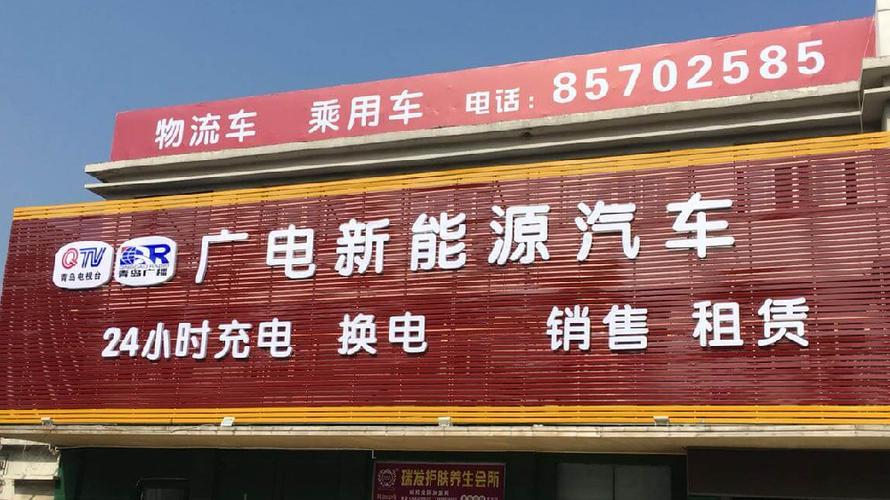 物流车 乘用车 电话:85702585
QTV 青岛电视台
青岛广播
广电新能源汽车
24小时充电 换电 销售 租赁
瑞发护肤养生会所